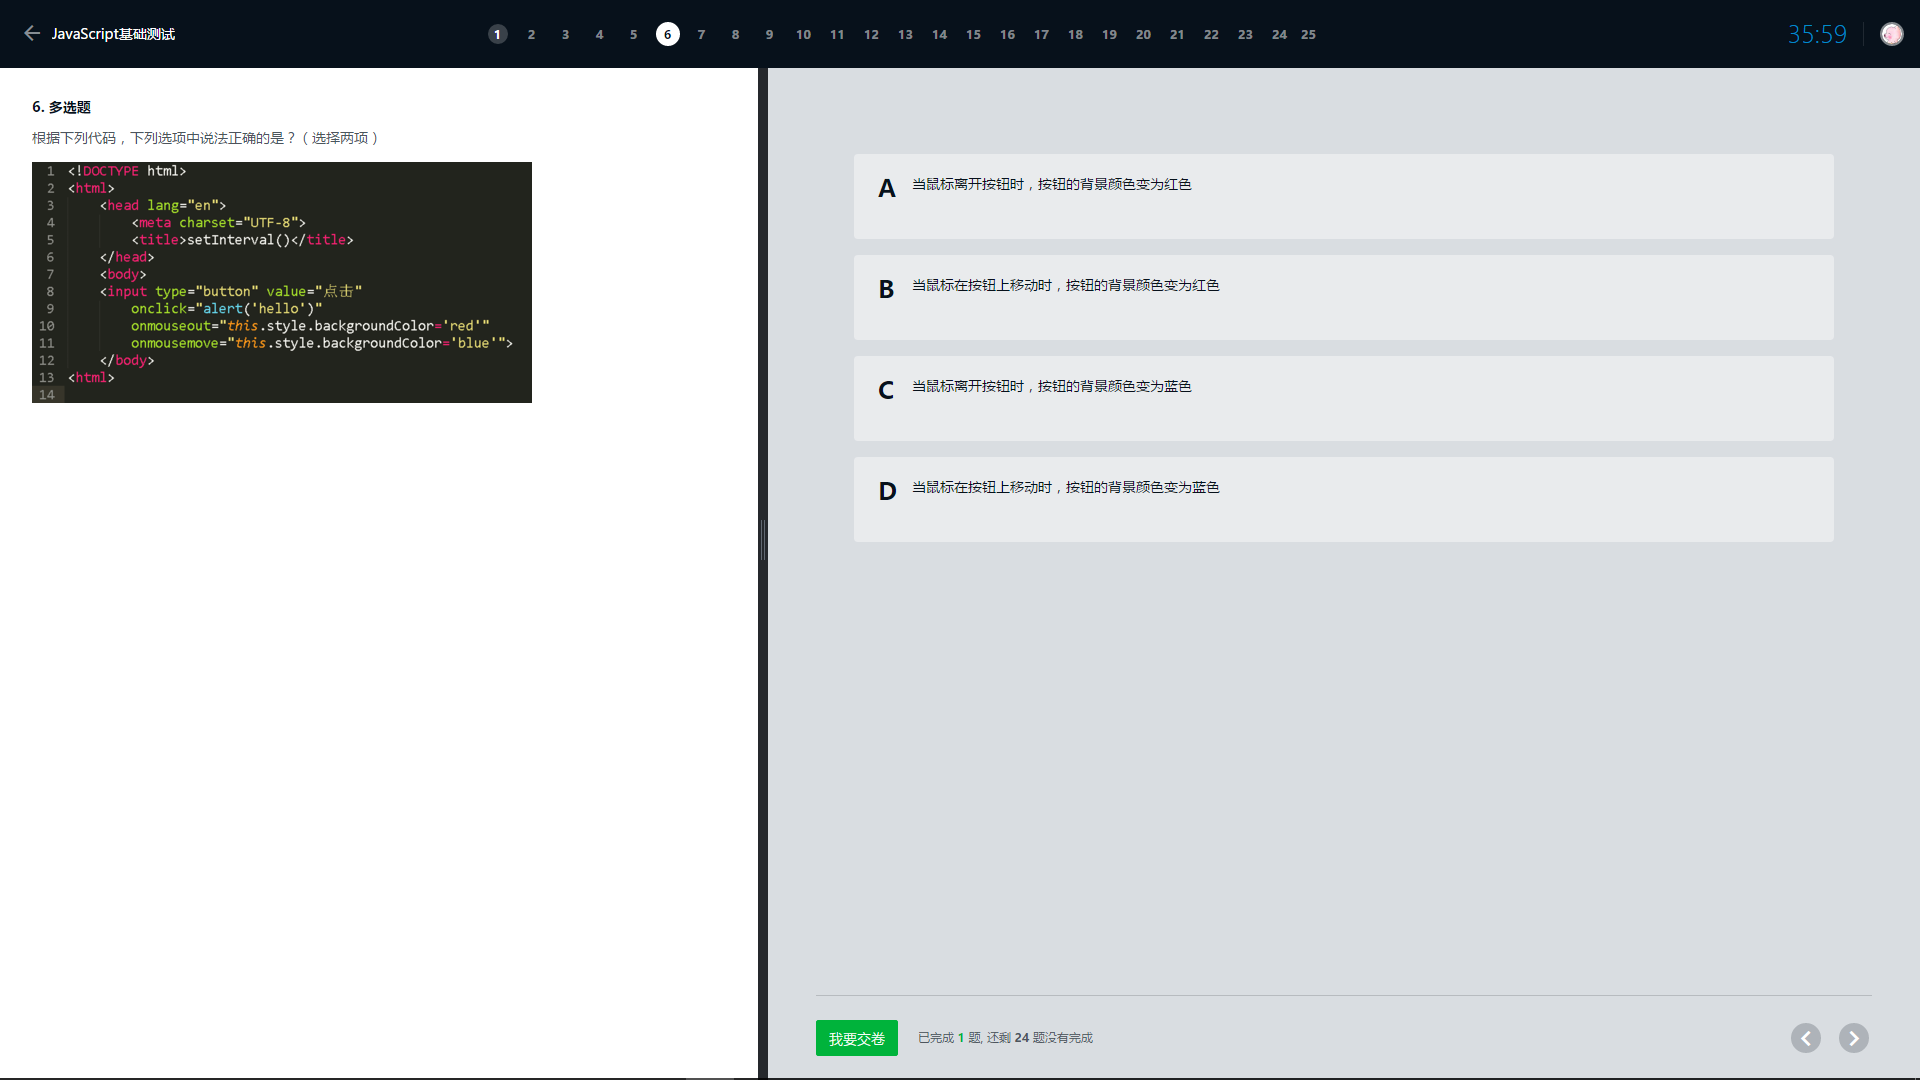 JavaScript基础测试
1 2 3 4 5 6 7 8 9 10 11 12 13 14 15 16 17 18 19 20 21 22 23 24 25
35:59
6. 多选题
根据下列代码，下列选项中说法正确的是？( 选择两项 )
1 <!DOCTYPE html>
2 <html>
3 <head lang="en">
4 <meta charset="UTF-8">
5 <title>setInterval()</title>
6 </head>
7 <body>
8 <input type="button" value="点击"
9 onclick="alert('hello')"
10 onmouseout="this.style.backgroundColor='red'"
11 onmousemove="this.style.backgroundColor='blue'">
12 </body>
13 <html>
14
A 当鼠标离开按钮时，按钮的背景颜色变为红色
B 当鼠标在按钮上移动时，按钮的背景颜色变为红色
C 当鼠标离开按钮时，按钮的背景颜色变为蓝色
D 当鼠标在按钮上移动时，按钮的背景颜色变为蓝色
我要交卷 已完成 1 题, 还剩 24 题没有完成